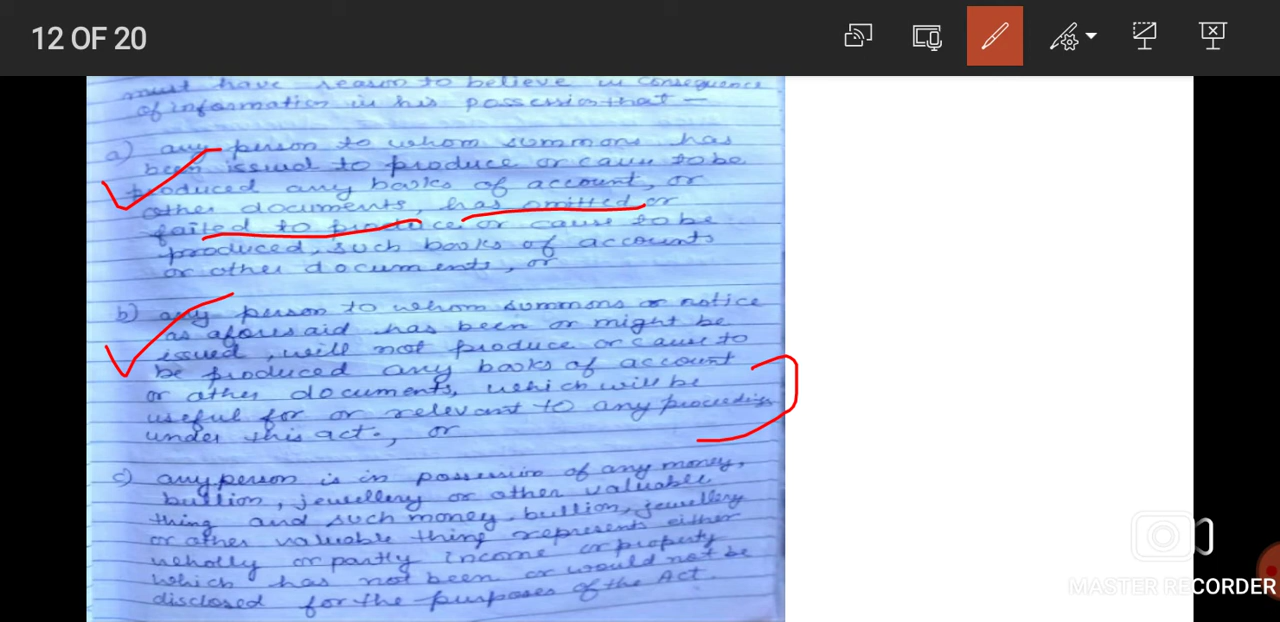 12 OF 20
must have reason to believe in consequence
of information in his possession that —
a) any person to whom summons has
been issued to produce or cause to be
produced any books of account, or
other documents, has omitted or
failed to produce or cause to be
produced, such books of accounts
or other documents, or
b) any person to whom summons or notice
as aforesaid has been or might be
issued, will not produce or cause to
be produced any books of account
or other documents, which will be
useful for or relevant to any proceedings
under this act., or
c) any person is in possession of any money,
bullion, jewellery or other valuable
thing and such money, bullion, jewellery
or other valuable thing represents either
wholly or partly income or property
which has not been or would not be
disclosed for the purposes of the Act.
MASTER RECORDER